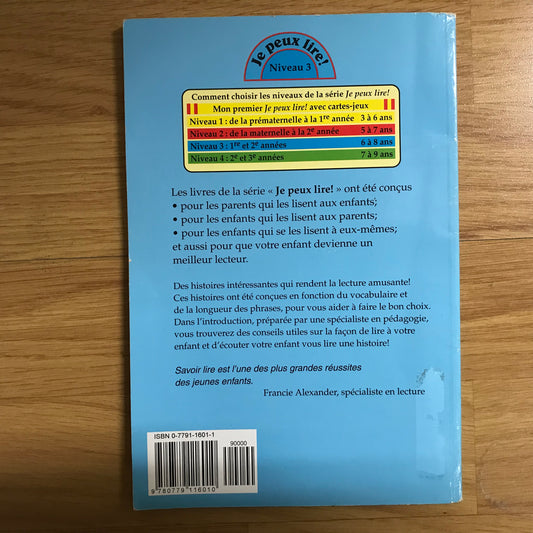 Je peux lire!
Niveau 3
Comment choisir les niveaux de la série Je peux lire!
Mon premier Je peux lire! avec cartes-jeux
Niveau 1 : de la prématernelle à la 1re année 3 à 6 ans
Niveau 2 : de la maternelle à la 2e année 5 à 7 ans
Niveau 3 : 1re et 2e années 6 à 8 ans
Niveau 4 : 2e et 3e années 7 à 9 ans
Les livres de la série « Je peux lire! » ont été conçus
• pour les parents qui les lisent aux enfants;
• pour les enfants qui les lisent aux parents;
• pour les enfants qui se les lisent à eux-mêmes;
et aussi pour que votre enfant devienne un
meilleur lecteur.
Des histoires intéressantes qui rendent la lecture amusante!
Ces histoires ont été conçues en fonction du vocabulaire et
de la longueur des phrases, pour vous aider à faire le bon choix.
Dans l'introduction, préparée par une spécialiste en pédagogie,
vous trouverez des conseils utiles sur la façon de lire à votre
enfant et d'écouter votre enfant vous lire une histoire!
Savoir lire est l'une des plus grandes réussites
des jeunes enfants.
Francie Alexander, spécialiste en lecture
ISBN 0-7791-1601-1
90000
9 780779 116010